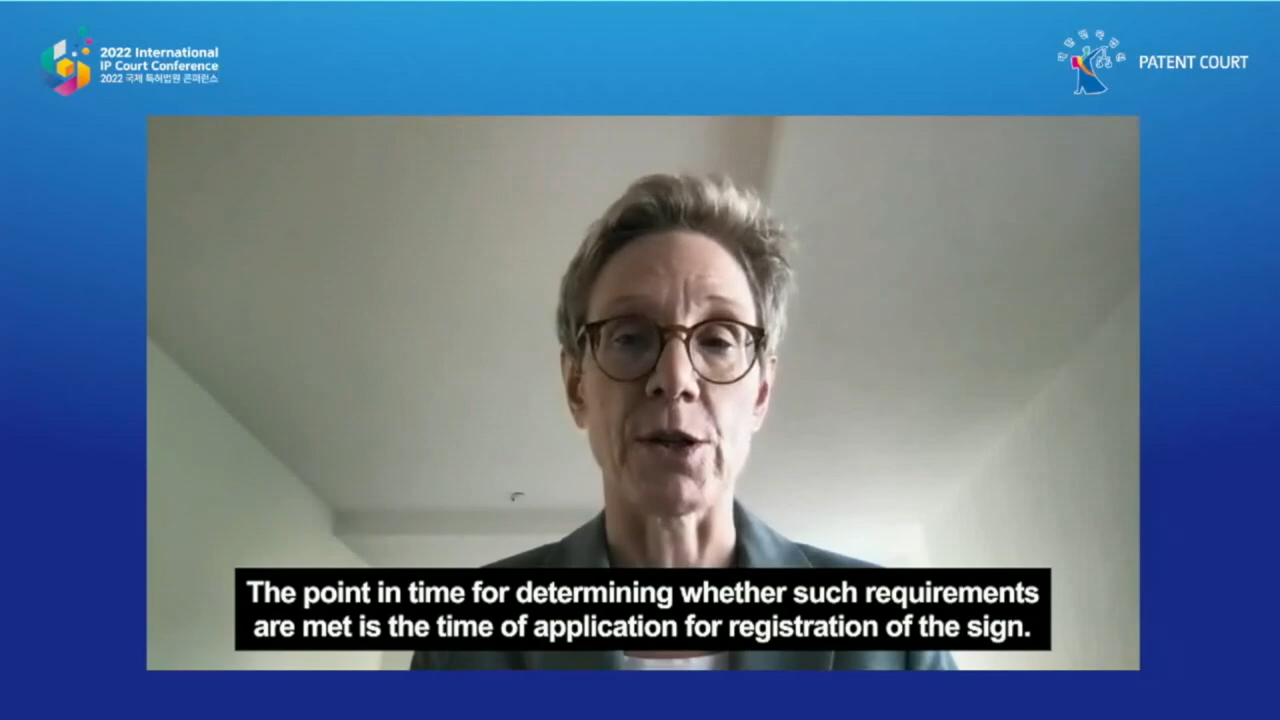 2022 International
IP Court Conference
2022 국제 특허법원 콘퍼런스
PATENT COURT
The point in time for determining whether such requirements
are met is the time of application for registration of the sign.